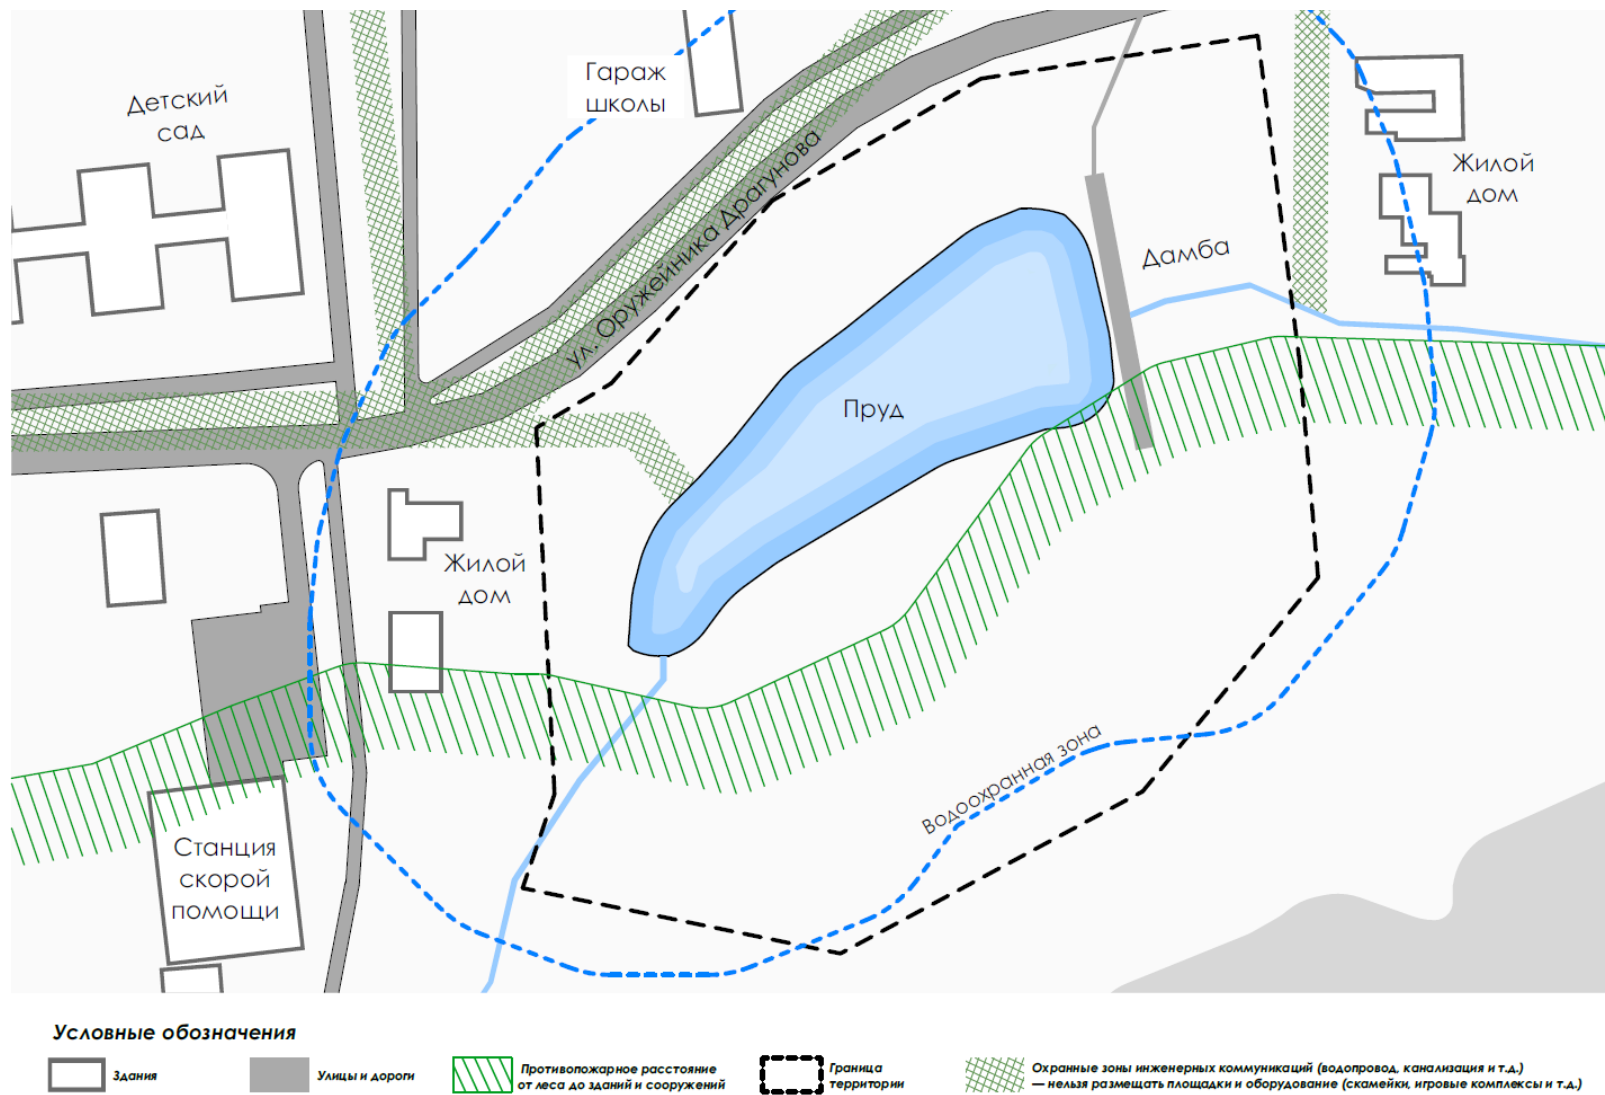 Гараж
школы
Детский
сад
Жилой
дом
ул. Оружейника Драгунова
Дамба
Пруд
Жилой
дом
Водоохранная зона
Станция
скорой
помощи
Условные обозначения
Здания
Улицы и дороги
Противопожарное расстояние
от леса до зданий и сооружений
Граница
территории
Охранные зоны инженерных коммуникаций (водопровод, канализация и т.д.)
— нельзя размещать площадки и оборудование (скамейки, игровые комплексы и т.д.)